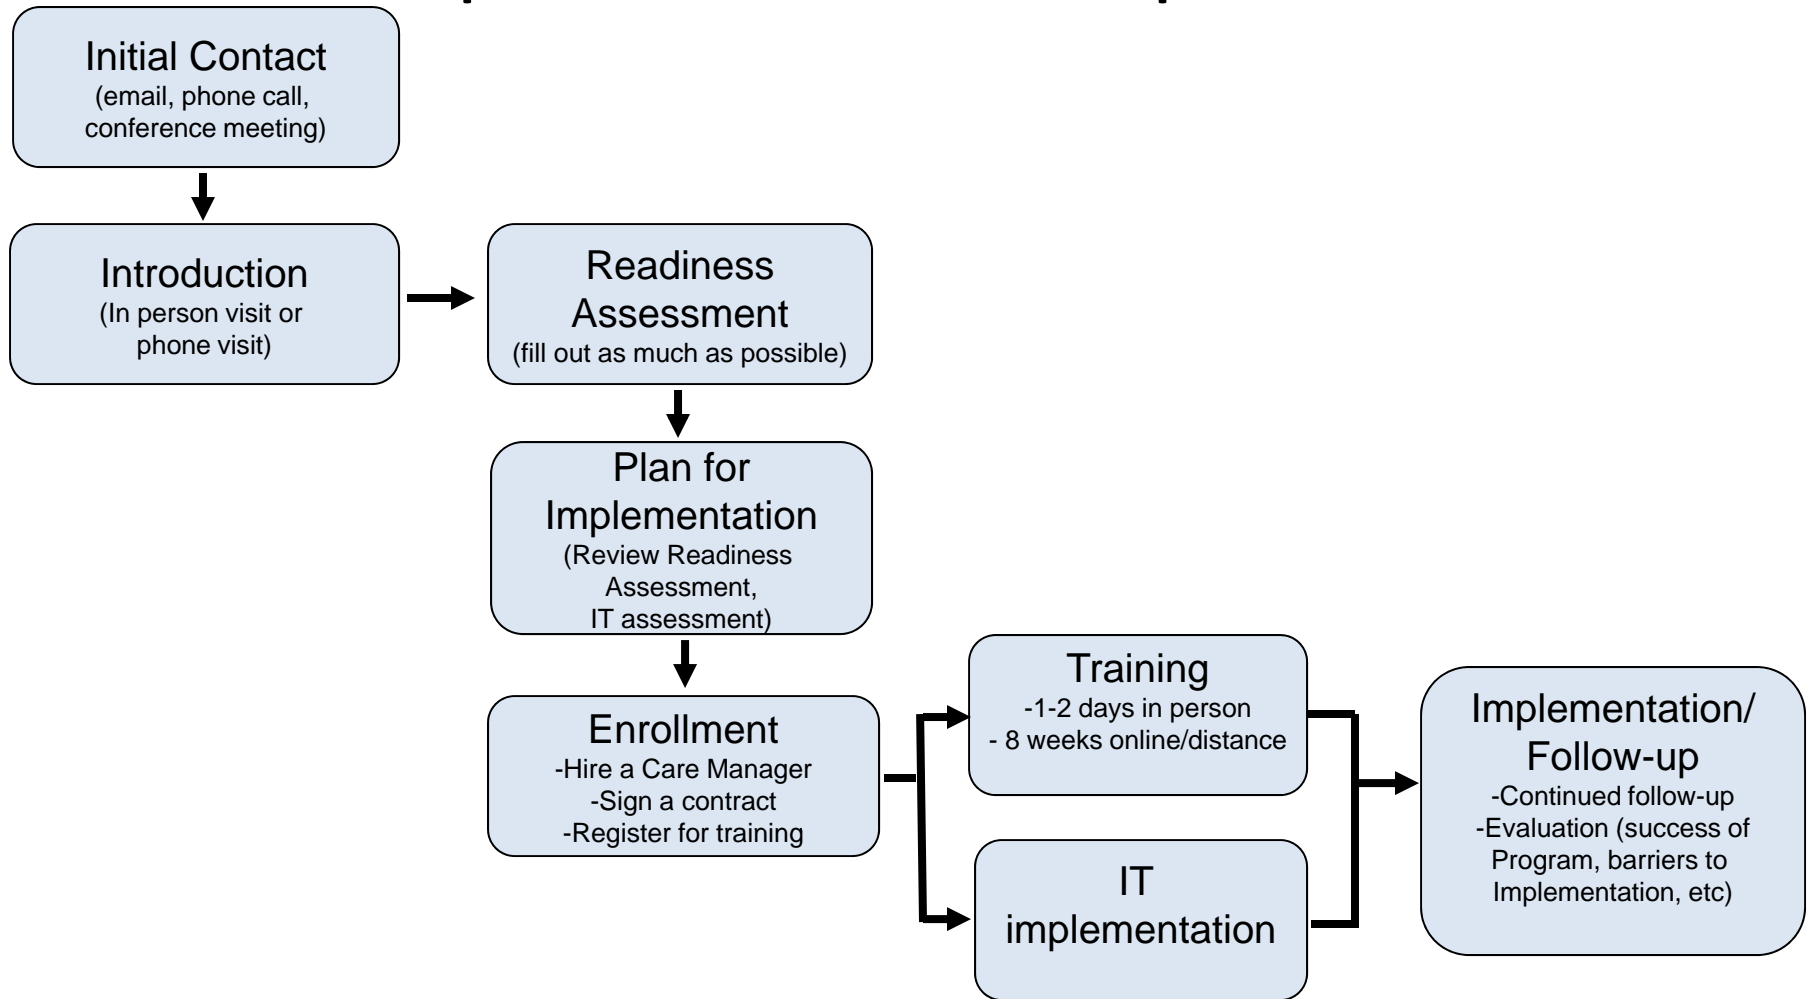 Initial Contact
(email, phone call,
conference meeting)
Introduction
(In person visit or
phone visit)
Readiness
Assessment
(fill out as much as possible)
Plan for
Implementation
(Review Readiness
Assessment,
IT assessment)
Enrollment
-Hire a Care Manager
-Sign a contract
-Register for training
Training
-1-2 days in person
- 8 weeks online/distance
IT
implementation
Implementation/
Follow-up
-Continued follow-up
-Evaluation (success of
Program, barriers to
Implementation, etc)